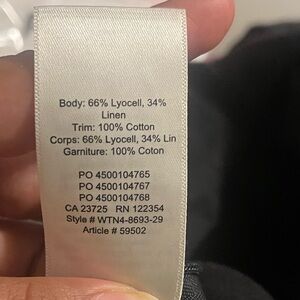 Body: 66% Lyocell, 34%
Linen
Trim: 100% Cotton
Corps: 66% Lyocell, 34% Lin
Garniture: 100% Coton
PO 4500104765
PO 4500104767
PO 4500104768
CA 23725 RN 122354
Style # WTN4-8693-29
Article # 59502